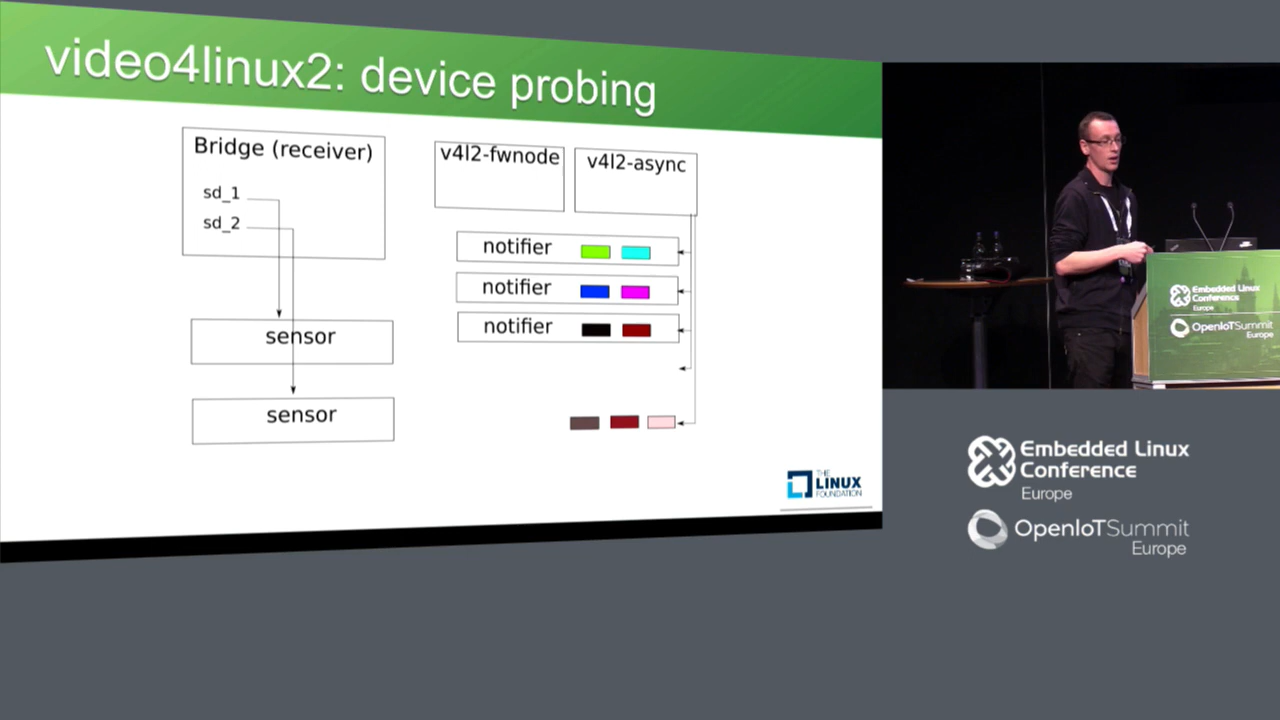 video4linux2: device probing
Bridge (receiver)
sd_1
sd_2
sensor
sensor
v4l2-fwnode
v4l2-async
notifier
notifier
notifier
THE
LINUX
FOUNDATION
Embedded Linux
Conference
Europe
OpenIoTSummit
Europe
Embedded Linux
Conference
Europe
OpenIoTSummit
Europe